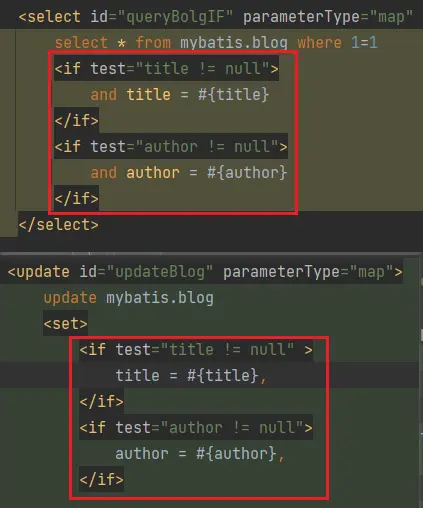 <select id="queryBolgIF" parameterType="map"
select * from mybatis.blog where 1=1
<if test="title != null">
and title = #{title}
</if>
<if test="author != null">
and author = #{author}
</if>
</select>
<update id="updateBlog" parameterType="map">
update mybatis.blog
<set>
<if test="title != null" >
title = #{title},
</if>
<if test="author != null">
author = #{author},
</if>